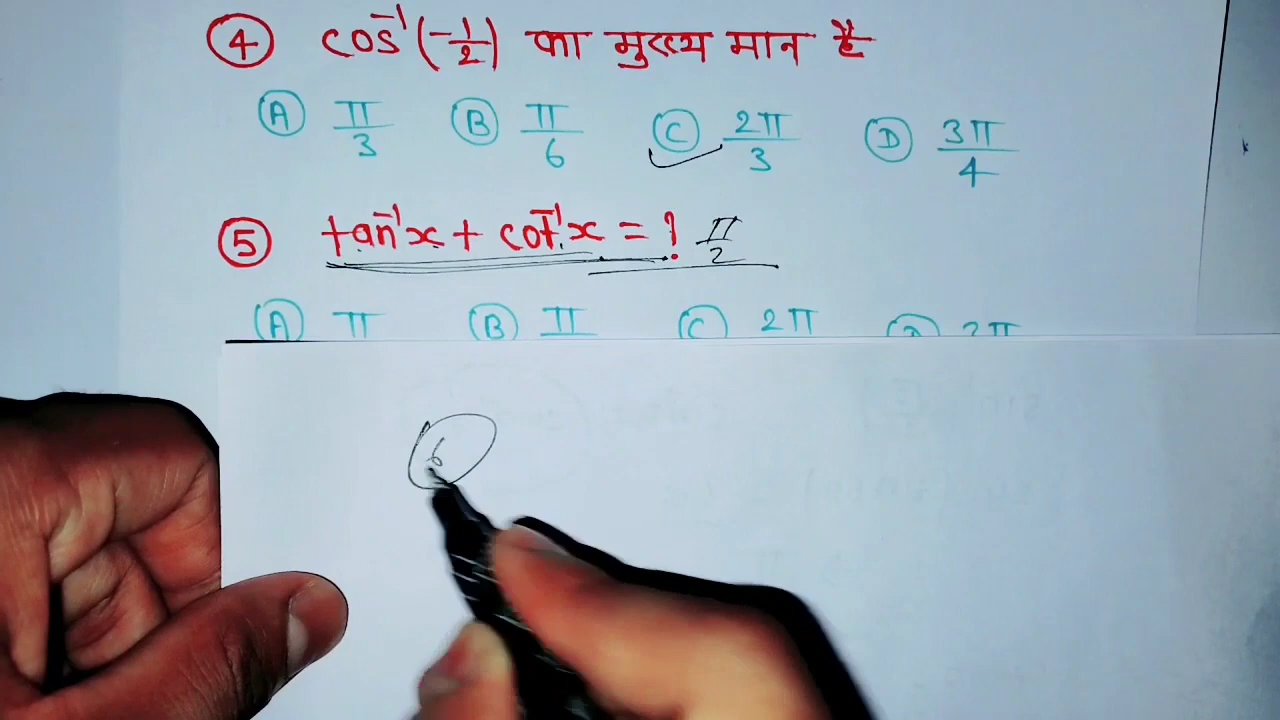 ④ cos⁻¹(-1/2) का मुख्य मान है
Ⓐ π/3 Ⓑ π/6 Ⓒ 2π/3 Ⓓ 3π/4
⑤ tan⁻¹x + cot⁻¹x = ? π/2
Ⓐ π Ⓑ π Ⓒ 2π
⑥